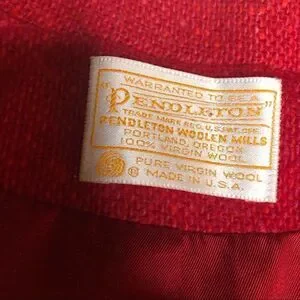 WARRANTED TO BE A
"PENDLETON"
TRADE MARK REG. U.S. PAT. OFF.
PENDLETON WOOLEN MILLS
PORTLAND, OREGON
100% VIRGIN WOOL
PURE VIRGIN WOOL
MADE IN U.S.A.